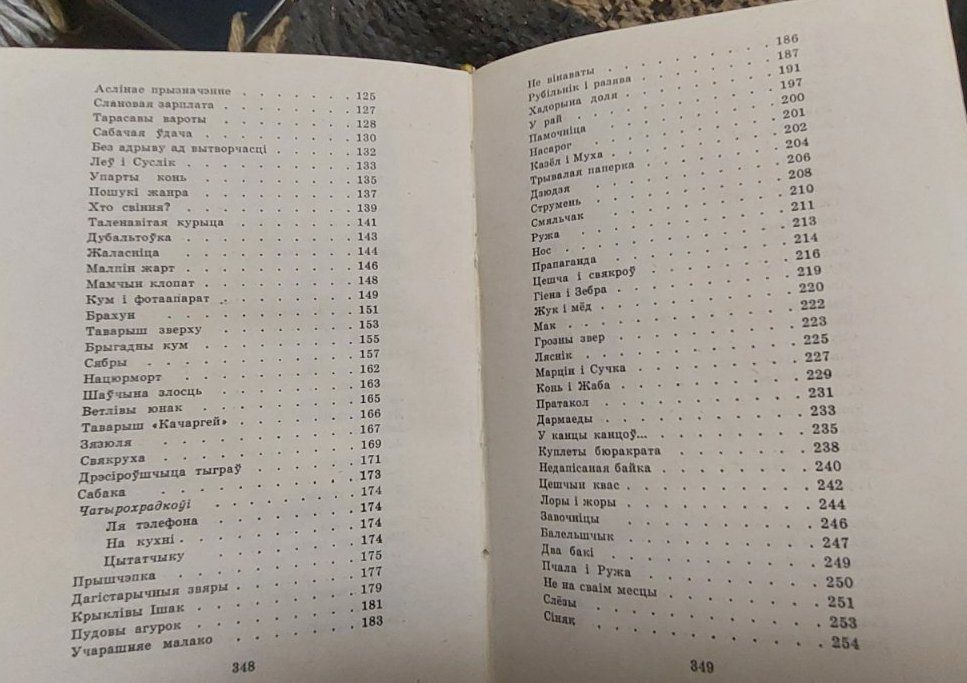 Аслінае прызначэнне . . . . . . . 125
Слановая зарплата . . . . . . . 127
Тарасавы вароты . . . . . . . 128
Сабачая ўдача . . . . . . . 130
Без адрыву ад вытворчасці . . . . . 132
Леў і Суслік . . . . . . . 133
Упарты конь . . . . . . . 135
Пошукі жанра . . . . . . . 137
Хто свіння? . . . . . . . 139
Таленавітая курыца . . . . . . . 141
Дубальтоўка . . . . . . . 143
Жаласніца . . . . . . . 144
Малпін жарт . . . . . . . 146
Мамчын клопат . . . . . . . 148
Кум і фотаапарат . . . . . . . 149
Брахун . . . . . . . 151
Таварыш зверху . . . . . . . 153
Брыгадны кум . . . . . . . 155
Сябры . . . . . . . 157
Нацюрморт . . . . . . . 162
Шаўчына злосць . . . . . . . 163
Ветлівы юнак . . . . . . . 165
Таварыш «Качаргей» . . . . . . . 166
Зязюля . . . . . . . 167
Свякруха . . . . . . . 169
Дрэсіроўшчыца тыграў . . . . . . . 171
Сабака . . . . . . . 173
Чатырохрадкоўі . . . . . . . 174
Ля тэлефона . . . . . . . 174
На кухні . . . . . . . 174
Цытатчыку . . . . . . . 174
Прышчэпка . . . . . . . 175
Дагістарычныя звяры . . . . . . . 177
Крыклівы Ішак . . . . . . . 179
Пудовы агурок . . . . . . . 181
Учарашняе малако . . . . . . . 183
348
Не вінаваты . . . . . . . 186
Рубільнік і разява . . . . . . . 187
Хадорына доля . . . . . . . 191
У рай . . . . . . . 197
Памочніца . . . . . . . 200
Насарог . . . . . . . 201
Казёл і Муха . . . . . . . 202
Трывалая паперка . . . . . . . 204
Дзюдзя . . . . . . . 206
Струмень . . . . . . . 208
Смяльчак . . . . . . . 210
Ружа . . . . . . . 211
Нос . . . . . . . 213
Прапаганда . . . . . . . 214
Цешча і свякроў . . . . . . . 216
Гіена і Зебра . . . . . . . 219
Жук і мёд . . . . . . . 220
Мак . . . . . . . 222
Грозны звер . . . . . . . 223
Ляснік . . . . . . . 225
Марцін і Сучка . . . . . . . 227
Конь і Жаба . . . . . . . 229
Пратакол . . . . . . . 231
Дармаеды . . . . . . . 233
У канцы канцоў... . . . . . . . 235
Куплеты бюракрата . . . . . . . 238
Недапісаная байка . . . . . . . 240
Цешчын квас . . . . . . . 242
Лоры і жоры . . . . . . . 244
Завочніцы . . . . . . . 246
Балельшчык . . . . . . . 247
Два бакі . . . . . . . 249
Пчала і Ружа . . . . . . . 250
Не на сваім месцы . . . . . . . 251
Слёзы . . . . . . . 253
Сіняк . . . . . . . 254
349